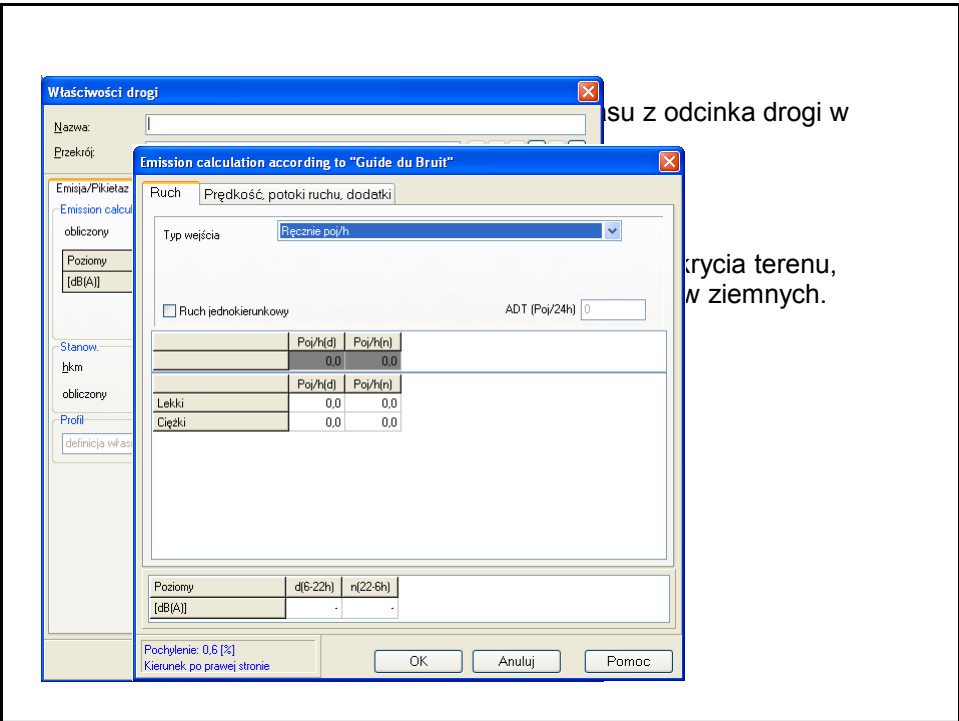 Właściwości drogi
z odcinka drogi w
Nazwa:
Przekrój:
Emission calculation according to "Guide du Bruit"
Emisja/Pikietaz
Ruch
Prędkość, potoki ruchu, dodatki
obliczony
Typ wejścia
Ręcznie poj/h
Poziomy
terenu,
[dB(A)]
ziemnych.
Ruch jednokierunkowy
ADT (Poj/24h)
0
Stanow.
Poj/h(d) Poj/h(n)
hkm
0,0 0,0
Poj/h(d) Poj/h(n)
obliczony
Lekki 0,0 0,0
Profil
Ciężki 0,0 0,0
definicja
Poziomy d(6-22h) n(22-6h)
[dB(A)] - -
Pochylenie: 0,6 [%]
Kierunek po prawej stronie
OK
Anuluj
Pomoc